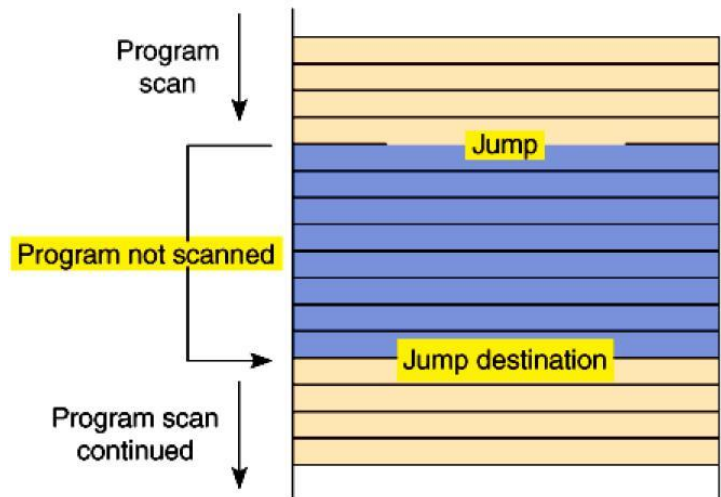 Program
scan
Jump
Program not scanned
Jump destination
Program scan
continued